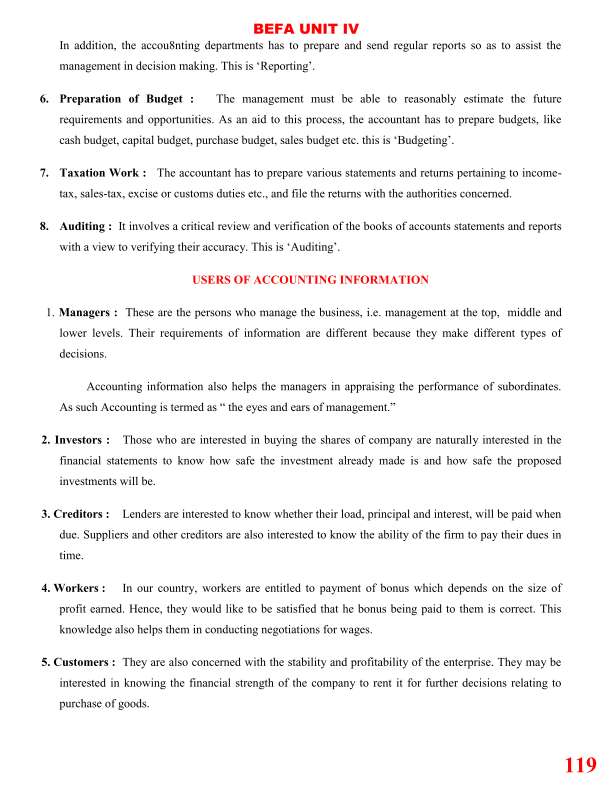 BEFA UNIT IV
In addition, the accou8nting departments has to prepare and send regular reports so as to assist the
management in decision making. This is ‘Reporting’.
6. Preparation of Budget : The management must be able to reasonably estimate the future
requirements and opportunities. As an aid to this process, the accountant has to prepare budgets, like
cash budget, capital budget, purchase budget, sales budget etc. this is ‘Budgeting’.
7. Taxation Work : The accountant has to prepare various statements and returns pertaining to income-
tax, sales-tax, excise or customs duties etc., and file the returns with the authorities concerned.
8. Auditing : It involves a critical review and verification of the books of accounts statements and reports
with a view to verifying their accuracy. This is ‘Auditing’.
USERS OF ACCOUNTING INFORMATION
1. Managers : These are the persons who manage the business, i.e. management at the top, middle and
lower levels. Their requirements of information are different because they make different types of
decisions.
Accounting information also helps the managers in appraising the performance of subordinates.
As such Accounting is termed as “ the eyes and ears of management.”
2. Investors : Those who are interested in buying the shares of company are naturally interested in the
financial statements to know how safe the investment already made is and how safe the proposed
investments will be.
3. Creditors : Lenders are interested to know whether their load, principal and interest, will be paid when
due. Suppliers and other creditors are also interested to know the ability of the firm to pay their dues in
time.
4. Workers : In our country, workers are entitled to payment of bonus which depends on the size of
profit earned. Hence, they would like to be satisfied that he bonus being paid to them is correct. This
knowledge also helps them in conducting negotiations for wages.
5. Customers : They are also concerned with the stability and profitability of the enterprise. They may be
interested in knowing the financial strength of the company to rent it for further decisions relating to
purchase of goods.
119